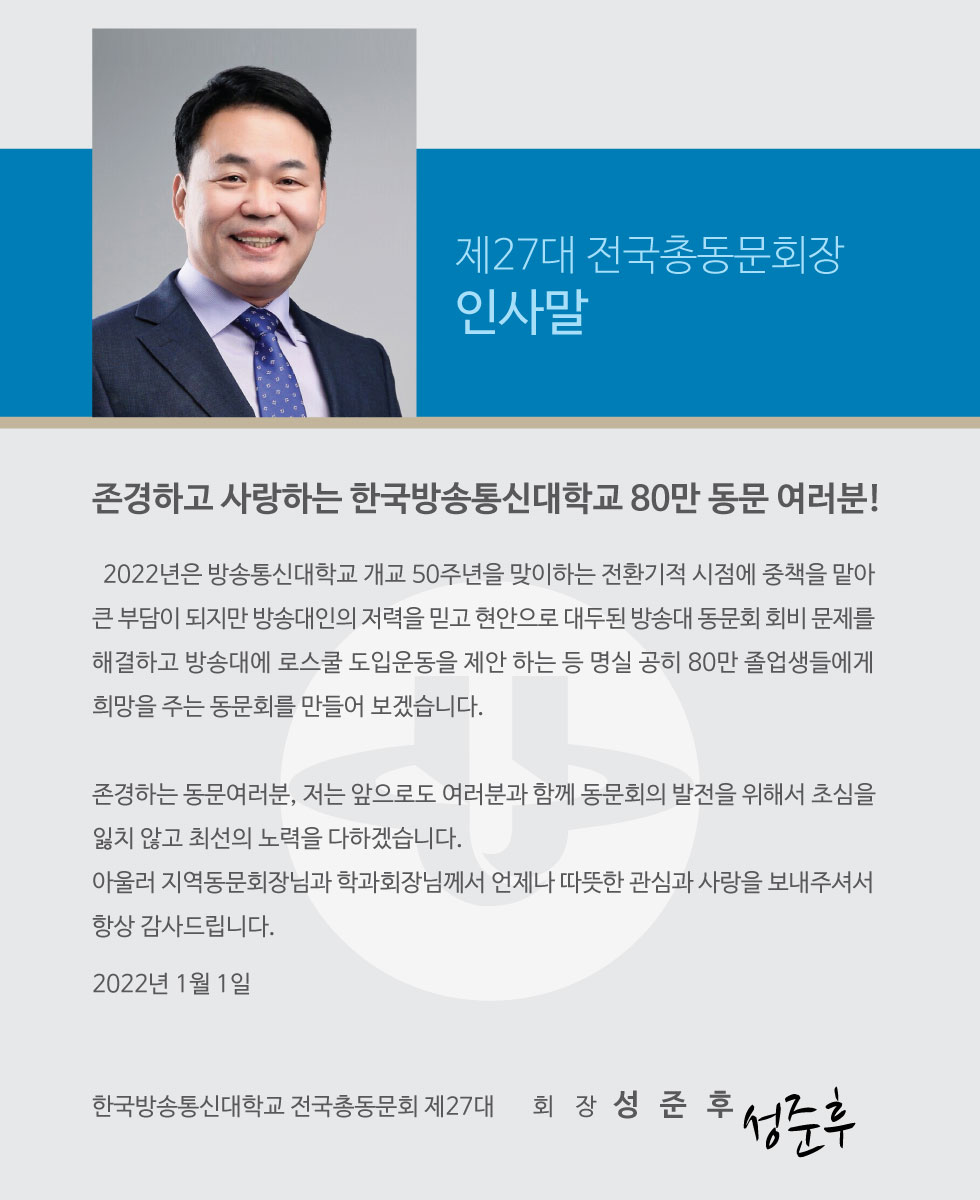 제27대 전국총동문회장
인사말
존경하고 사랑하는 한국방송통신대학교 80만 동문 여러분!
2022년은 방송통신대학교 개교 50주년을 맞이하는 전환기적 시점에 중책을 맡아
큰 부담이 되지만 방송대인의 저력을 믿고 현안으로 대두된 방송대 동문회 회비 문제를
해결하고 방송대에 로스쿨 도입운동을 제안 하는 등 명실 공히 80만 졸업생들에게
희망을 주는 동문회를 만들어 보겠습니다.
존경하는 동문여러분, 저는 앞으로도 여러분과 함께 동문회의 발전을 위해서 초심을
잃치 않고 최선의 노력을 다하겠습니다.
아울러 지역동문회장님과 학과회장님께서 언제나 따뜻한 관심과 사랑을 보내주셔서
항상 감사드립니다.
2022년 1월 1일
한국방송통신대학교 전국총동문회 제27대 회 장 성 준 후 성준후